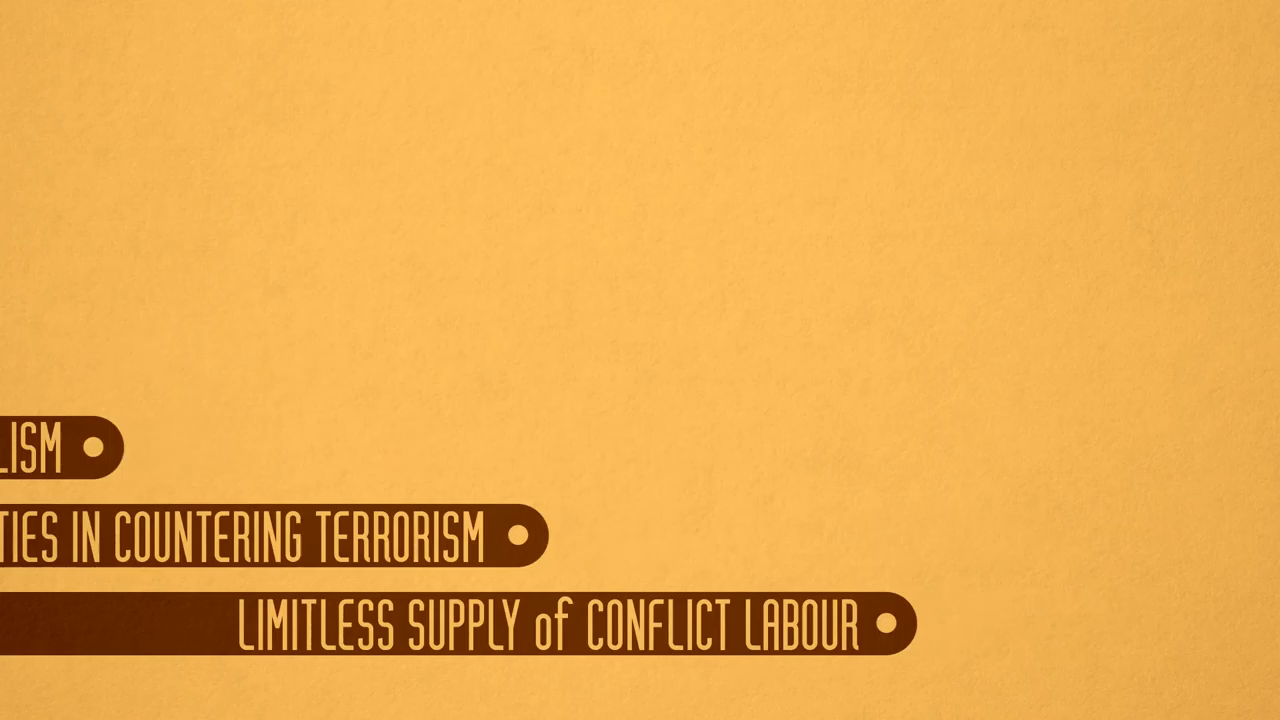 LISM
TIES IN COUNTERING TERRORISM
LIMITLESS SUPPLY of CONFLICT LABOUR